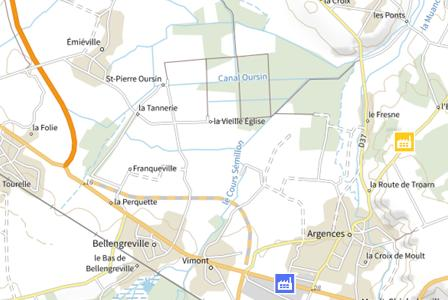 la Croix
les Ponts
la Muance
Émiéville
St-Pierre Oursin
Canal Oursin
la Tannerie
la Vieille Église
le Fresne
la Folie
D37
le Cours Sémillon
Franqueville
la Route de Troarn
Tourelle
la Perquette
Argences
Bellengreville
le Bas de
Bellengreville
Vimont
la Croix de Moult